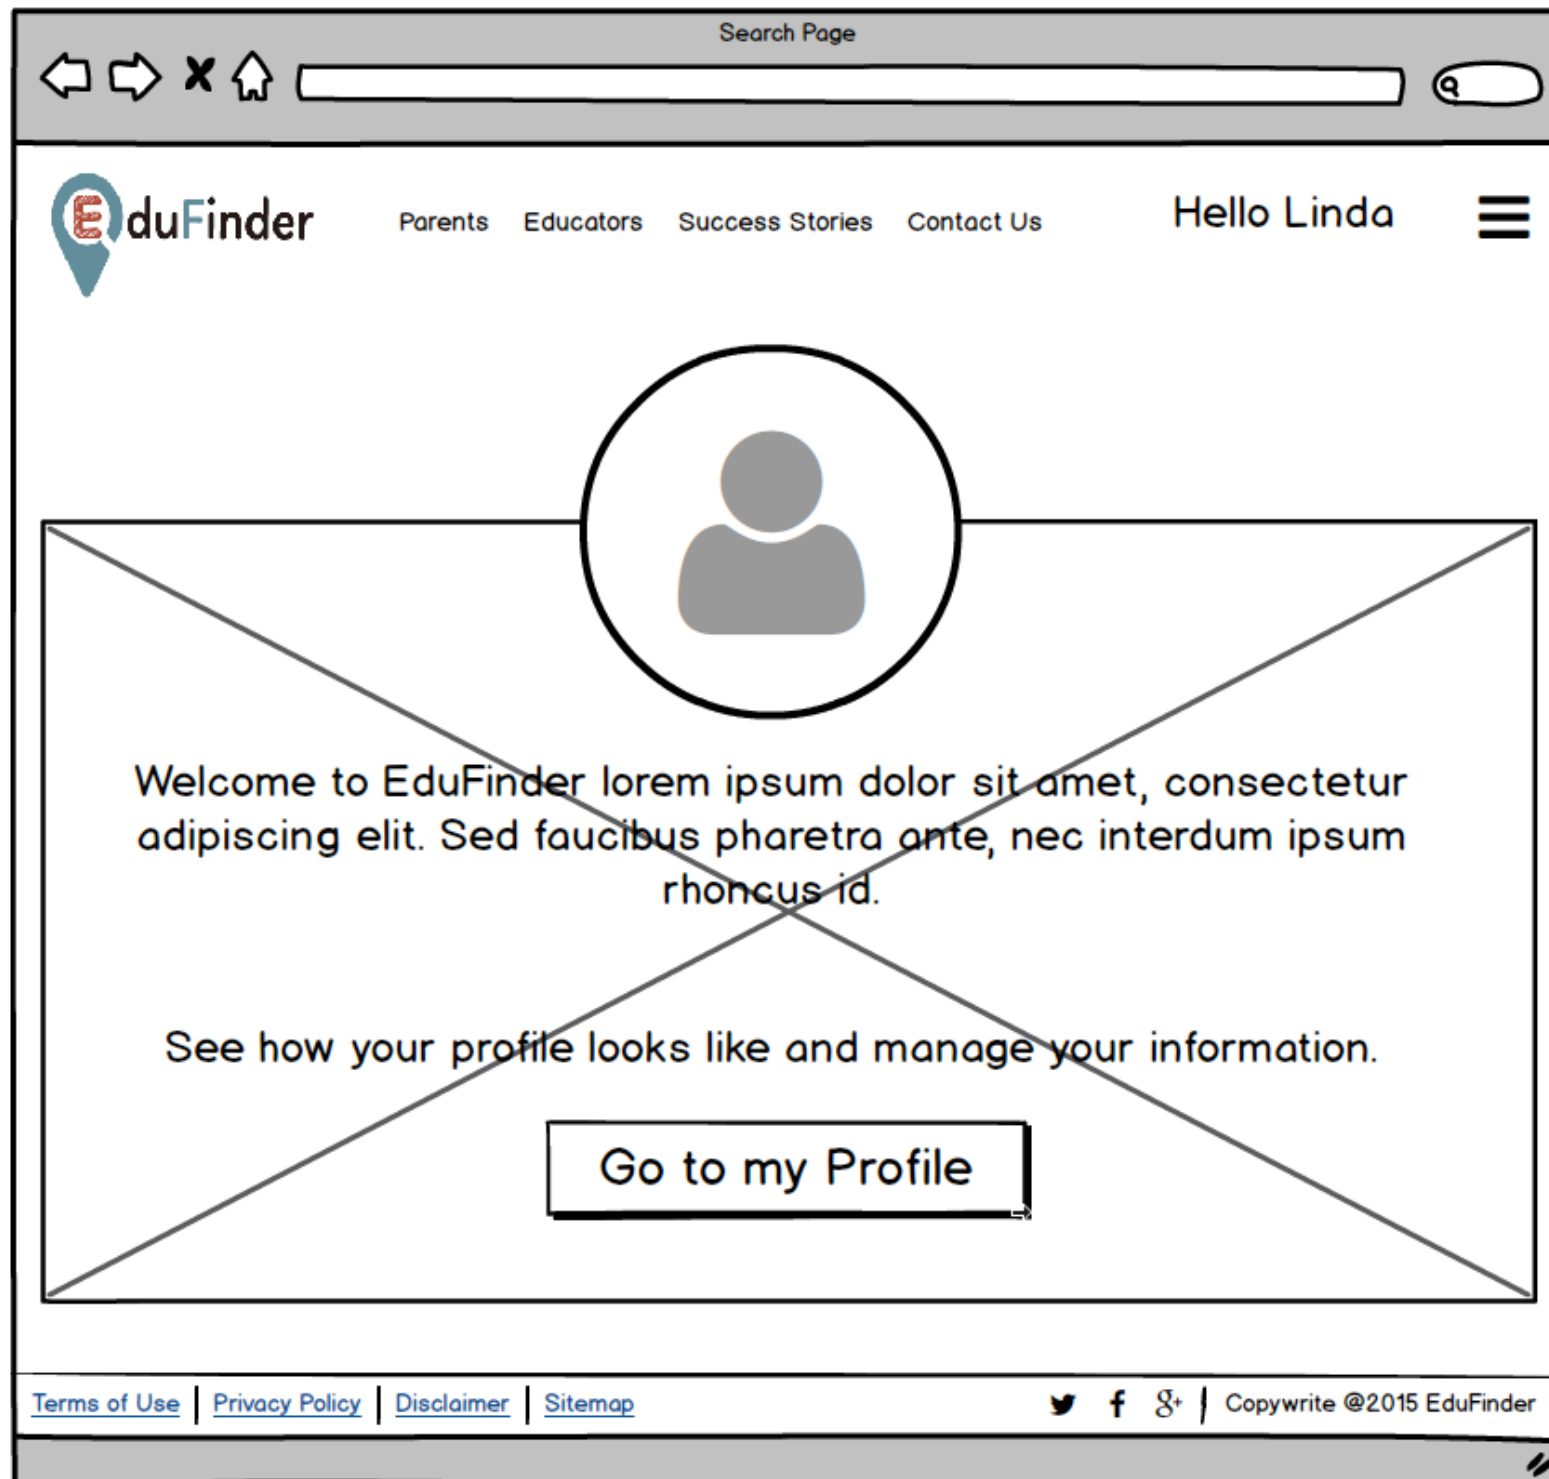 Search Page
EduFinder
Parents Educators Success Stories Contact Us
Hello Linda
Welcome to EduFinder lorem ipsum dolor sit amet, consectetur
adipiscing elit. Sed faucibus pharetra ante, nec interdum ipsum
rhoncus id.
See how your profile looks like and manage your information.
Go to my Profile
Terms of Use | Privacy Policy | Disclaimer | Sitemap
g+ | Copywrite @2015 EduFinder